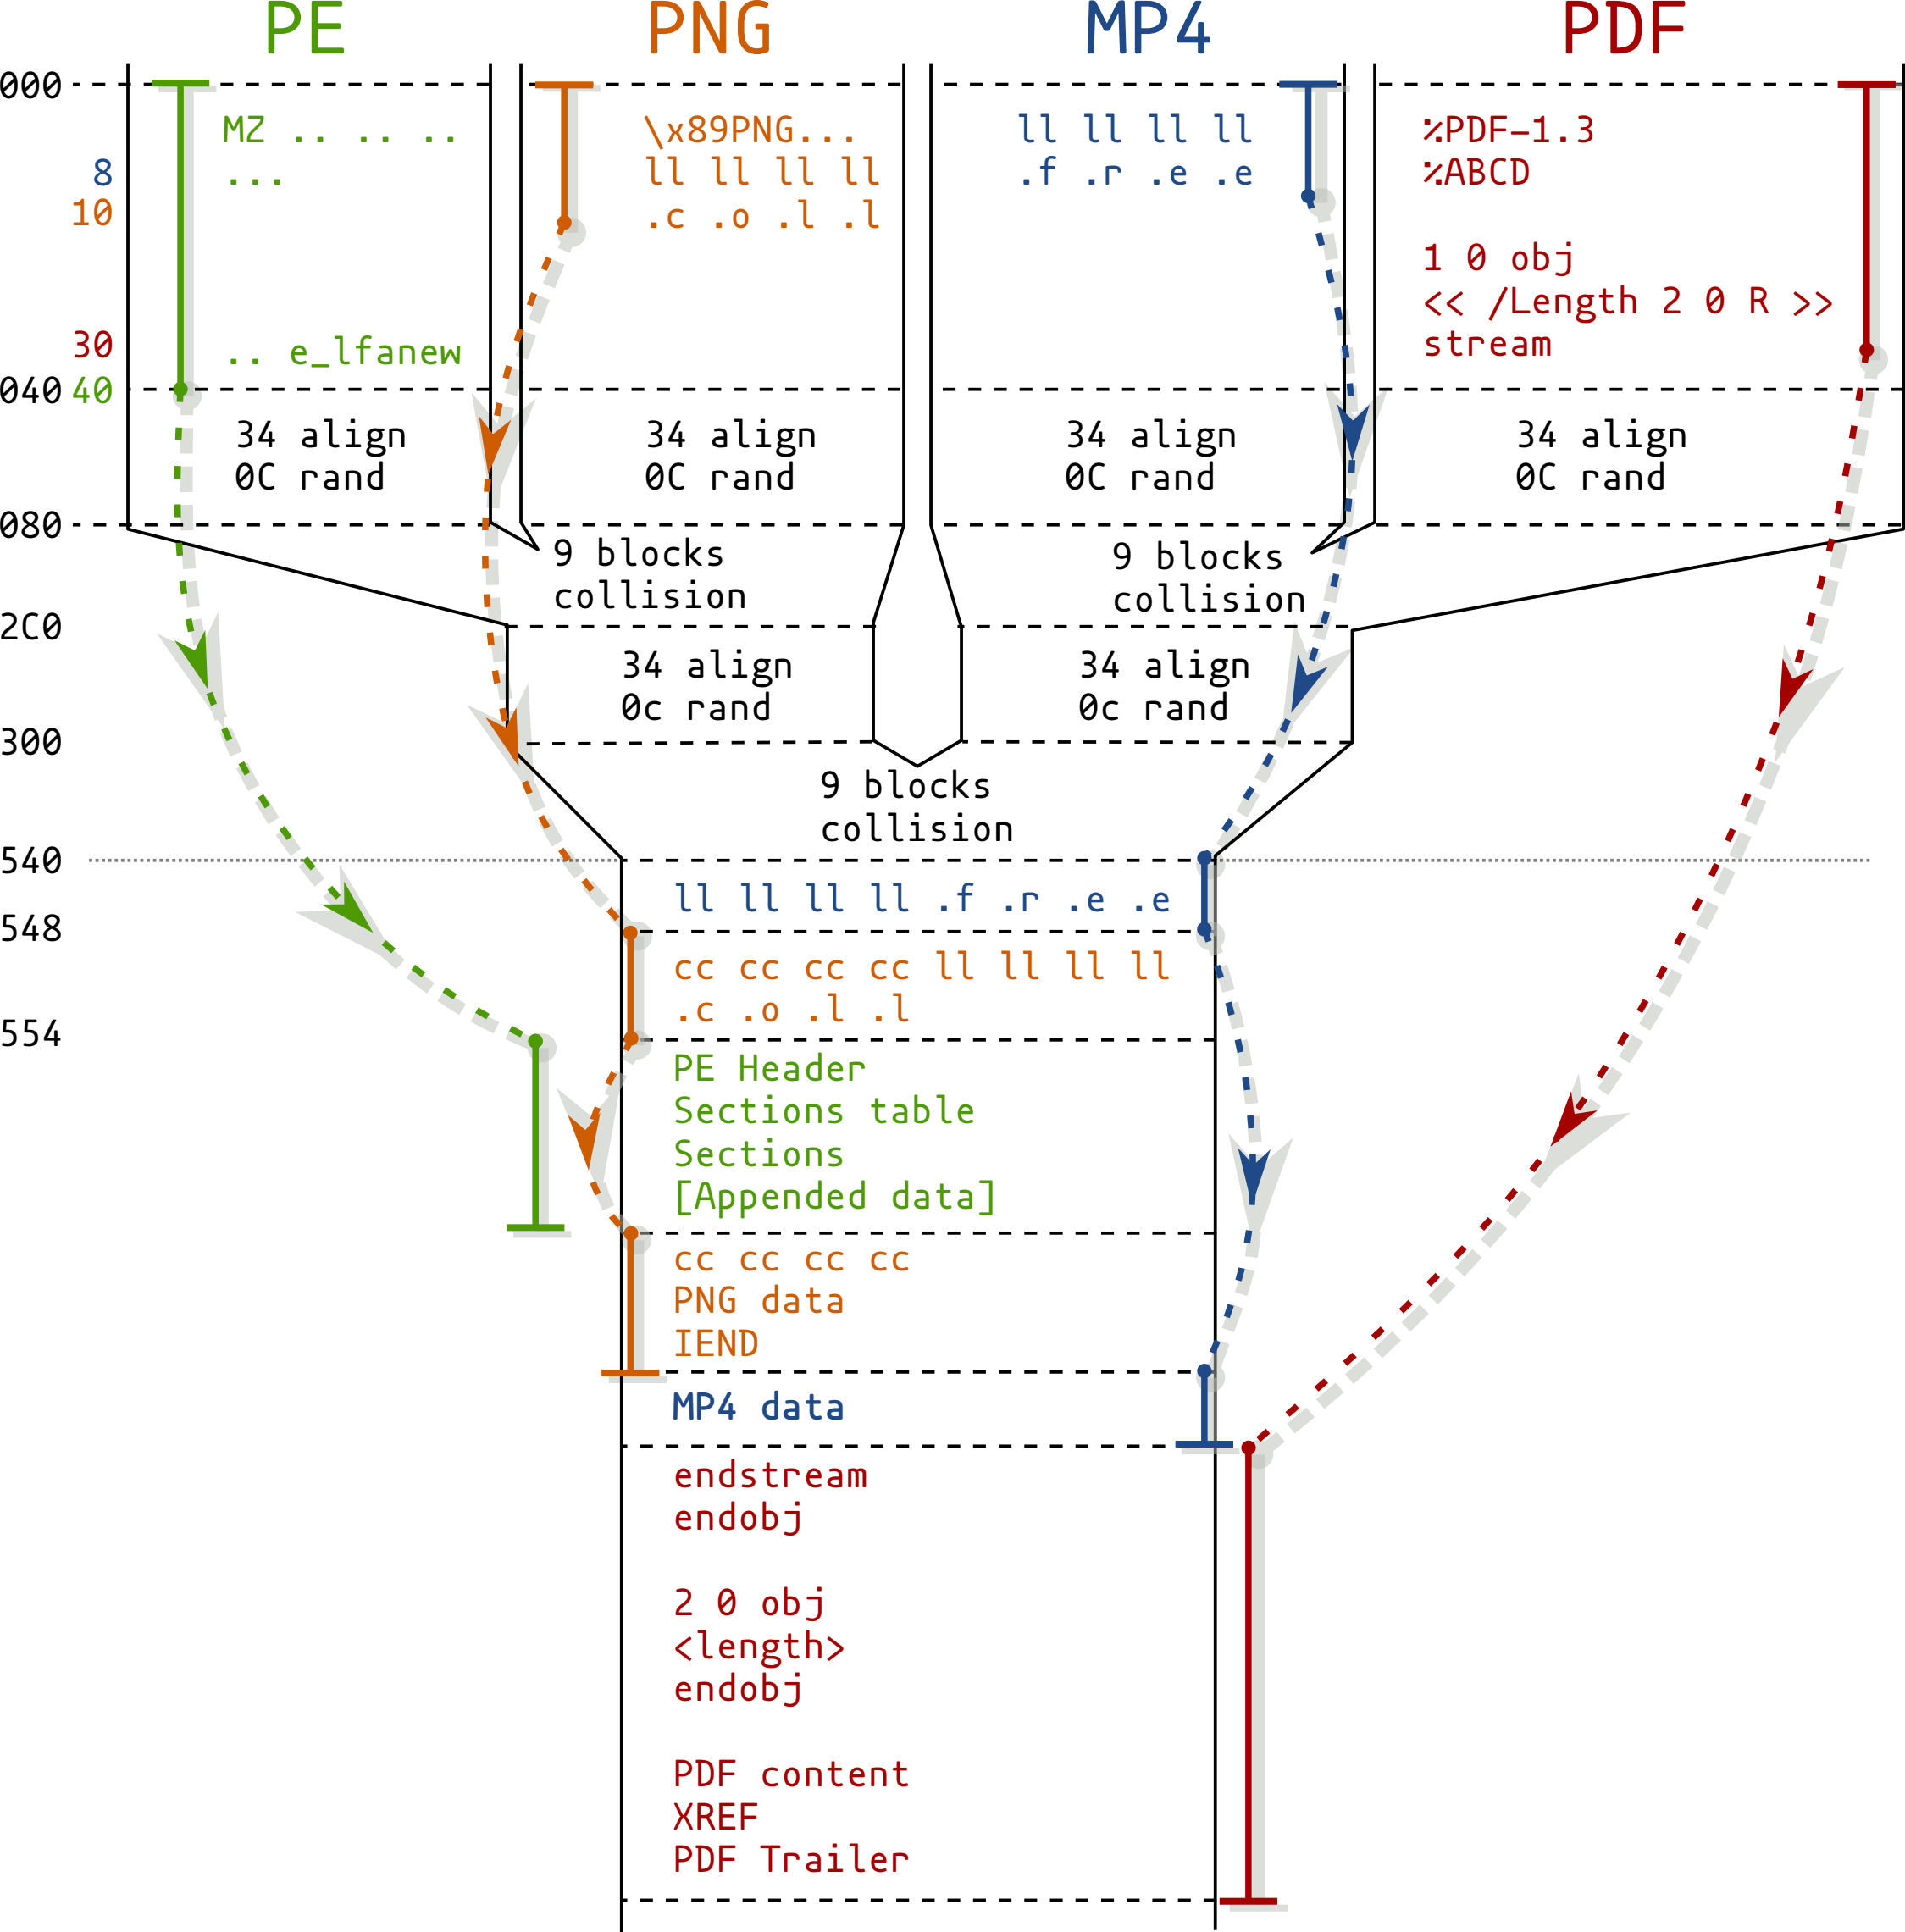 PE PNG MP4 PDF
000
MZ .. .. ..
...
.. e_lfanew
\x89PNG...
ll ll ll ll
.c .o .l .l
ll ll ll ll
.f .r .e .e
%PDF-1.3
%ABCD
1 0 obj
<< /Length 2 0 R >>
stream
8
10
30
040 40
34 align
0C rand
34 align
0C rand
34 align
0C rand
34 align
0C rand
080
9 blocks
collision
9 blocks
collision
2C0
34 align
0c rand
34 align
0c rand
300
9 blocks
collision
540
ll ll ll ll .f .r .e .e
548
cc cc cc cc ll ll ll ll
.c .o .l .l
554
PE Header
Sections table
Sections
[Appended data]
cc cc cc cc
PNG data
IEND
MP4 data
endstream
endobj
2 0 obj
<length>
endobj
PDF content
XREF
PDF Trailer